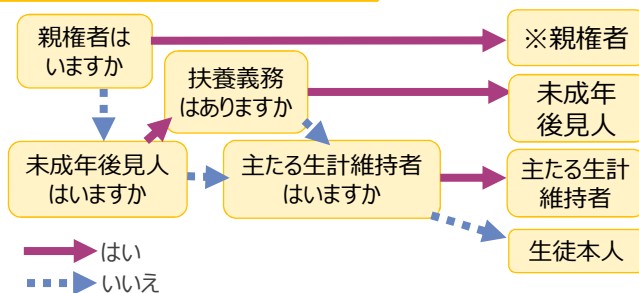 親権者は
いますか
※親権者
扶養義務
はありますか
未成年
後見人
未成年後見人
はいますか
主たる生計維持者
はいますか
主たる生計
維持者
生徒本人
はい
いいえ